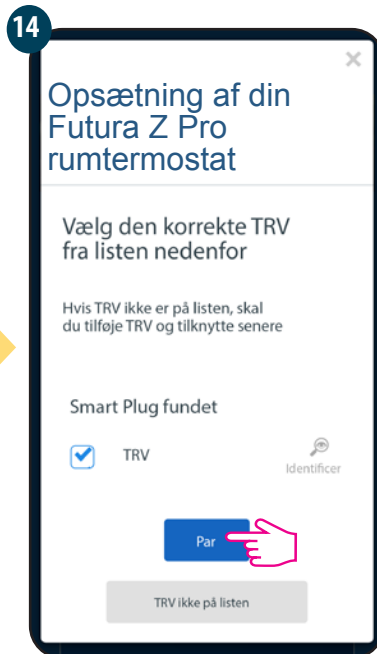 14
Opsætning af din
Futura Z Pro
rumtermostat
Vælg den korrekte TRV
fra listen nedenfor
Hvis TRV ikke er på listen, skal
du tilføje TRV og tilknytte senere
Smart Plug fundet
TRV
Identificer
Par
TRV ikke på listen